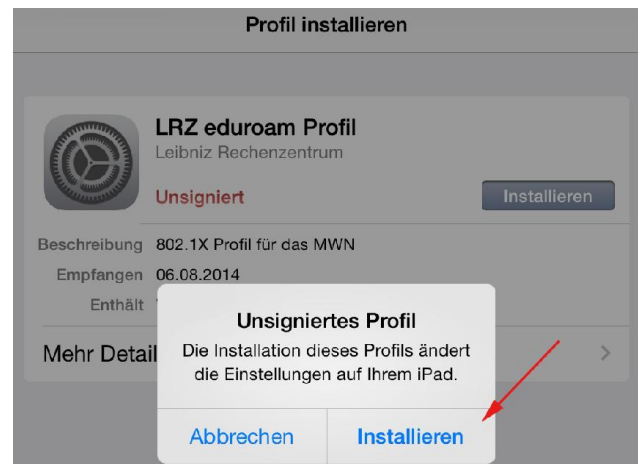 Profil installieren
LRZ eduroam Profil
Leibniz Rechenzentrum
Unsigniert
Installieren
Beschreibung 802.1X Profil für das MWN
Empfangen 06.08.2014
Enthält
Mehr Detail
Unsigniertes Profil
Die Installation dieses Profils ändert
die Einstellungen auf Ihrem iPad.
Abbrechen
Installieren